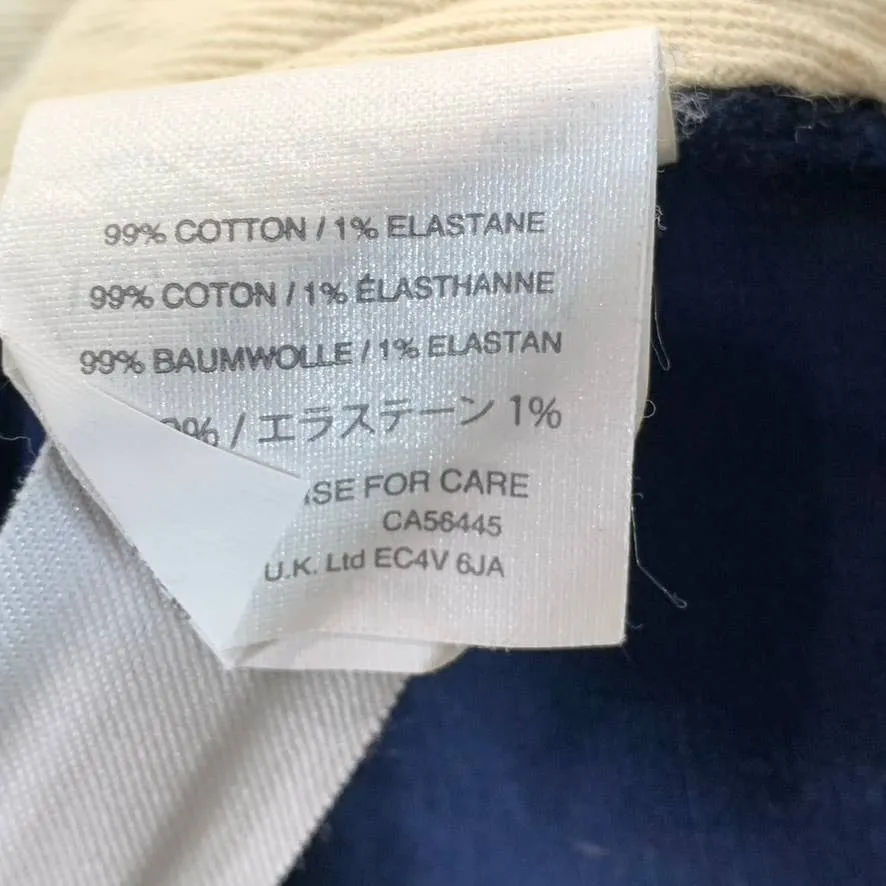 99% COTTON / 1% ELASTANE
99% COTON / 1% ÉLASTHANNE
99% BAUMWOLLE / 1% ELASTAN
% / エラステーン 1%
FOR CARE
CA56445
U.K. Ltd EC4V 6JA